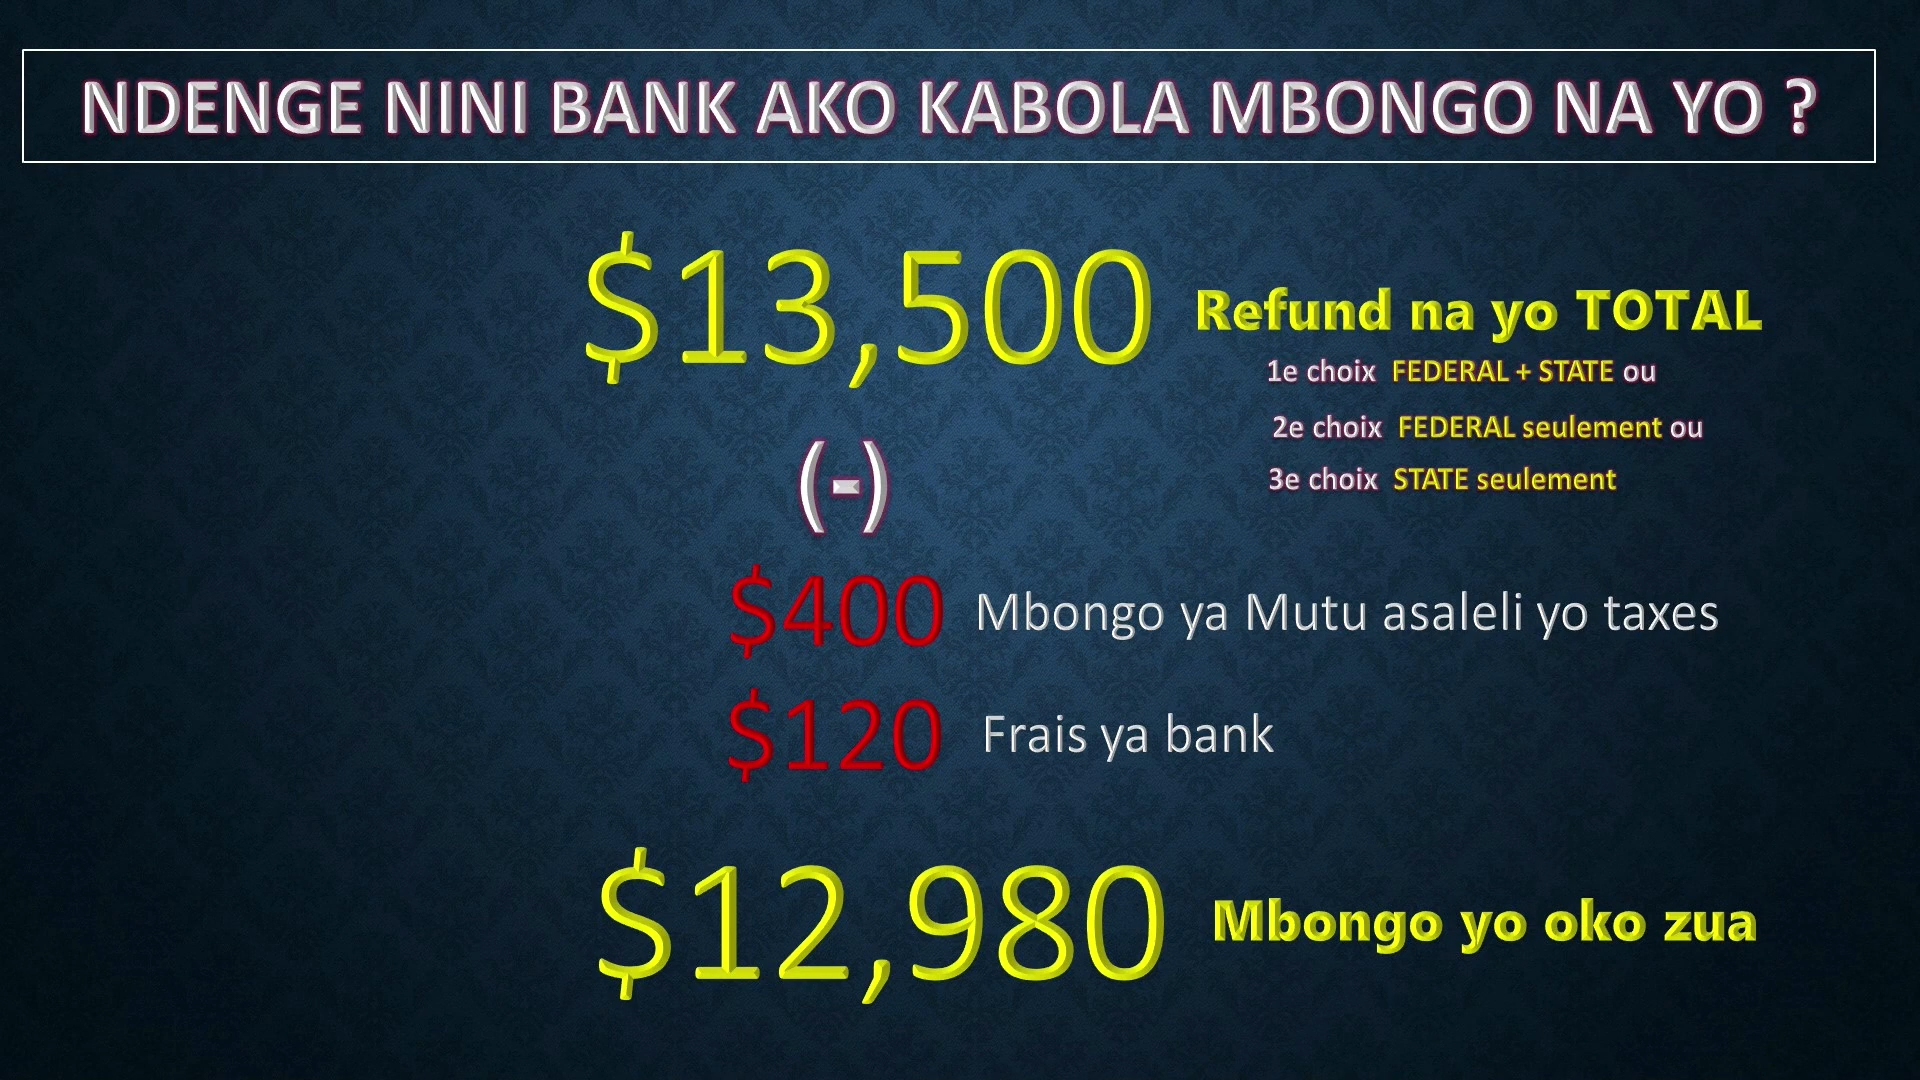 NDENGE NINI BANK AKO KABOLA MBONGO NA YO ?
$13,500 Refund na yo TOTAL
1e choix FEDERAL + STATE ou
2e choix FEDERAL seulement ou
3e choix STATE seulement
(-)
$400 Mbongo ya Mutu asaleli yo taxes
$120 Frais ya bank
$12,980 Mbongo yo oko zua